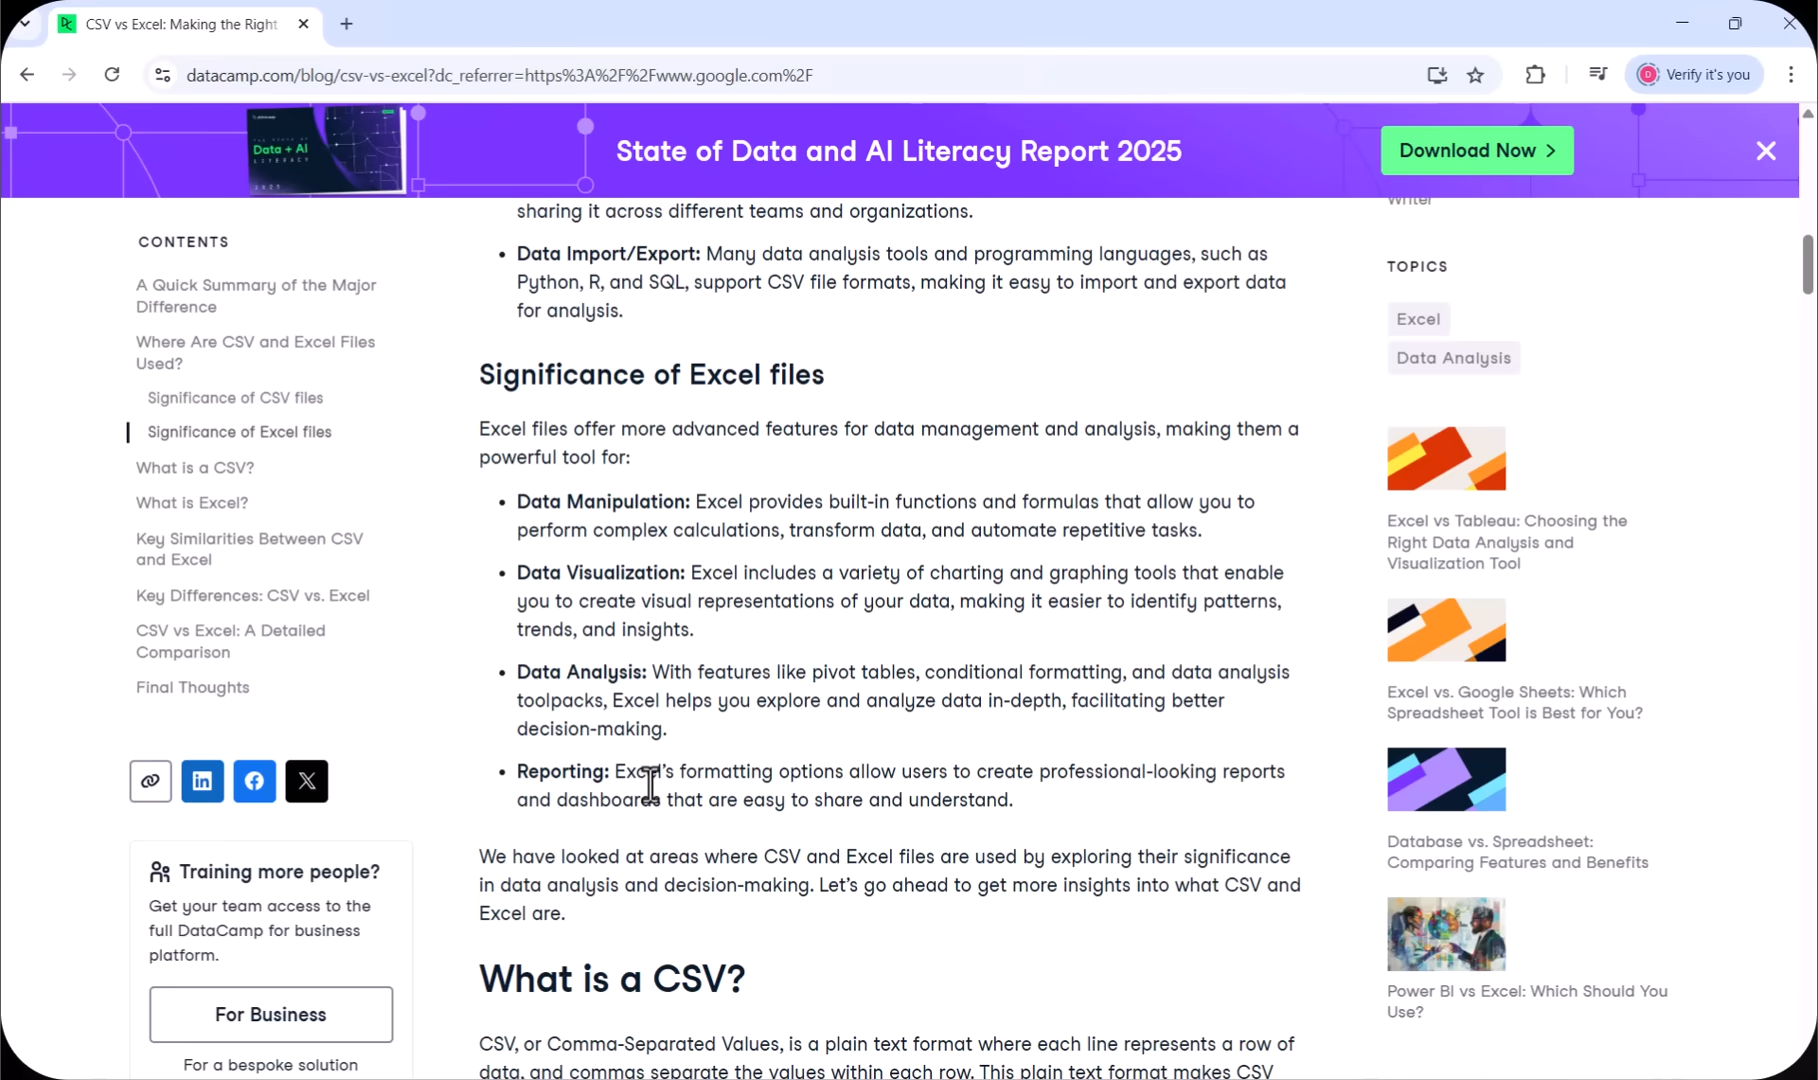 CSV vs Excel: Making the Right
datacamp.com/blog/csv-vs-excel?dc_referrer=https%3A%2F%2Fwww.google.com%2F
Verify it's you
Data + AI
LITERACY
2025
State of Data and AI Literacy Report 2025
Download Now >
CONTENTS
A Quick Summary of the Major
Difference
Where Are CSV and Excel Files
Used?
Significance of CSV files
Significance of Excel files
What is a CSV?
What is Excel?
Key Similarities Between CSV
and Excel
Key Differences: CSV vs. Excel
CSV vs Excel: A Detailed
Comparison
Final Thoughts
Training more people?
Get your team access to the
full DataCamp for business
platform.
For Business
For a bespoke solution
sharing it across different teams and organizations.
• Data Import/Export: Many data analysis tools and programming languages, such as
Python, R, and SQL, support CSV file formats, making it easy to import and export data
for analysis.
Significance of Excel files
Excel files offer more advanced features for data management and analysis, making them a
powerful tool for:
• Data Manipulation: Excel provides built-in functions and formulas that allow you to
perform complex calculations, transform data, and automate repetitive tasks.
• Data Visualization: Excel includes a variety of charting and graphing tools that enable
you to create visual representations of your data, making it easier to identify patterns,
trends, and insights.
• Data Analysis: With features like pivot tables, conditional formatting, and data analysis
toolpacks, Excel helps you explore and analyze data in-depth, facilitating better
decision-making.
• Reporting: Excel's formatting options allow users to create professional-looking reports
and dashboards that are easy to share and understand.
We have looked at areas where CSV and Excel files are used by exploring their significance
in data analysis and decision-making. Let's go ahead to get more insights into what CSV and
Excel are.
What is a CSV?
CSV, or Comma-Separated Values, is a plain text format where each line represents a row of
data, and commas separate the values within each row. This plain text format makes CSV
Writer
TOPICS
Excel
Data Analysis
Excel vs Tableau: Choosing the
Right Data Analysis and
Visualization Tool
Excel vs. Google Sheets: Which
Spreadsheet Tool is Best for You?
Database vs. Spreadsheet:
Comparing Features and Benefits
Power BI vs Excel: Which Should You
Use?